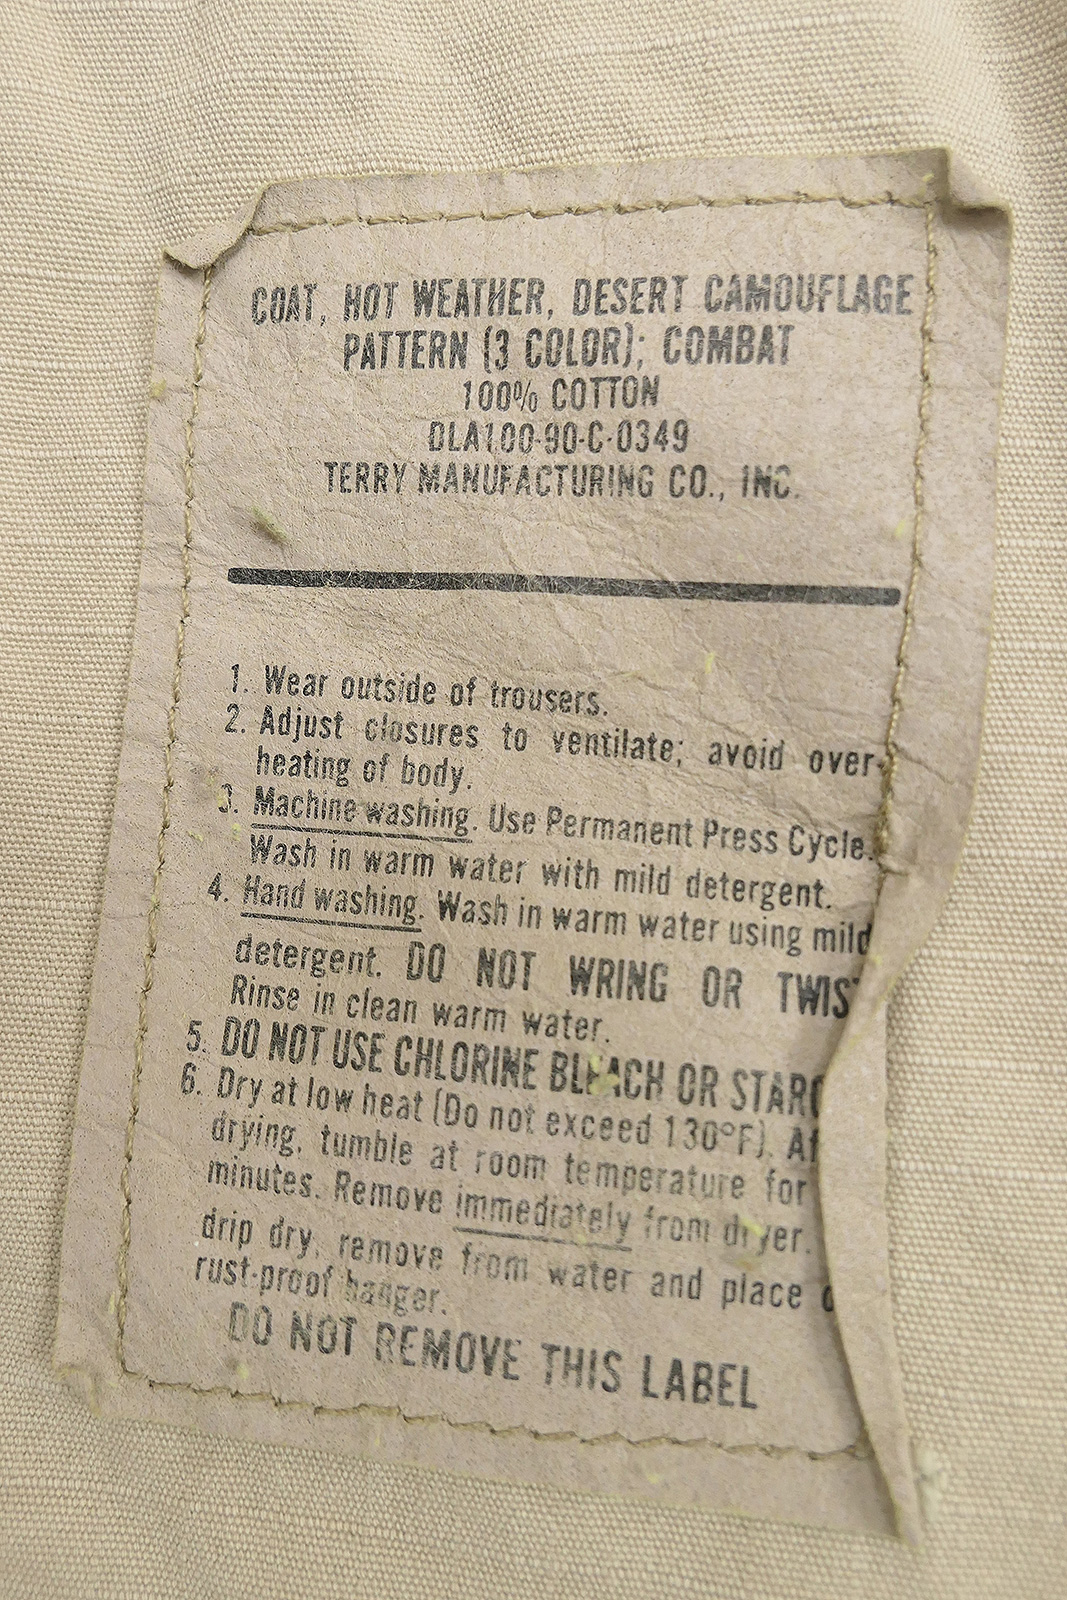 COAT, HOT WEATHER, DESERT CAMOUFLAGE
PATTERN (3 COLOR); COMBAT
100% COTTON
DLA100-90-C-0349
TERRY MANUFACTURING CO., INC.
1. Wear outside of trousers.
2. Adjust closures to ventilate; avoid over-
heating of body.
3. Machine washing. Use Permanent Press Cycle.
Wash in warm water with mild detergent.
4. Hand washing. Wash in warm water using mild
detergent. DO NOT WRING OR TWIS
Rinse in clean warm water.
5. DO NOT USE CHLORINE BLEACH OR STARC
6. Dry at low heat (Do not exceed 130°F). Af
drying, tumble at room temperature for
minutes. Remove immediately from dryer.
drip dry, remove from water and place
rust-proof hanger.
DO NOT REMOVE THIS LABEL